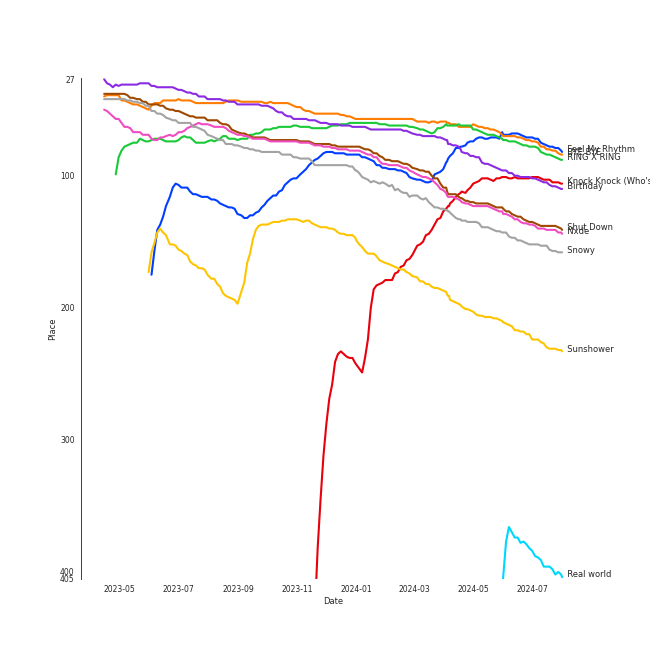 27
100
200
300
400
405
Place
2023-05
2023-07
2023-09
2023-11
2024-01
2024-03
2024-05
2024-07
Date
Feel My Rhythm
RING X RING
Knock Knock (Who's
Birthday
Shut Down
Nxde
Snowy
Sunshower
Real world